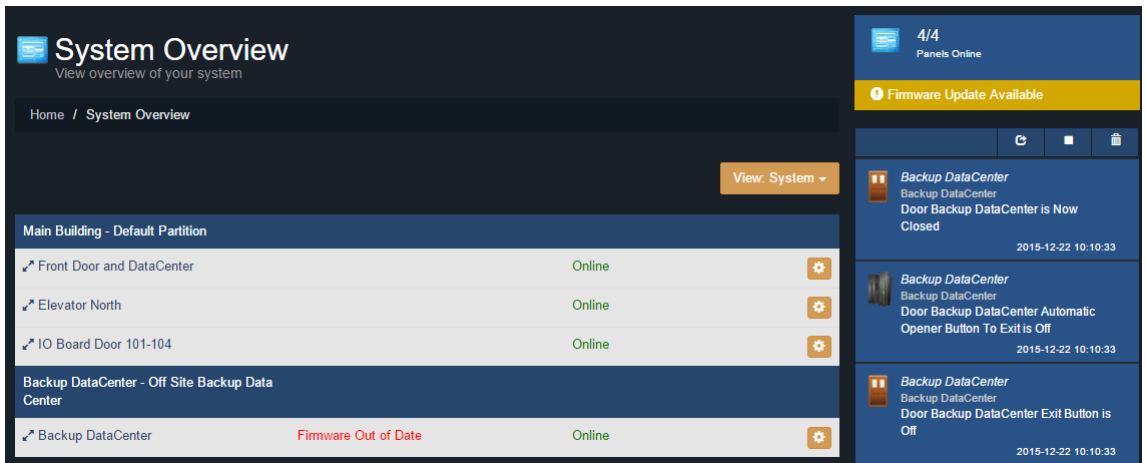 System Overview
View overview of your system
Home / System Overview
View: System
Main Building - Default Partition
Front Door and DataCenter Online
Elevator North Online
IO Board Door 101-104 Online
Backup DataCenter - Off Site Backup Data
Center
Backup DataCenter Firmware Out of Date Online
4/4
Panels Online
Firmware Update Available
Backup DataCenter
Backup DataCenter
Door Backup DataCenter is Now
Closed
2015-12-22 10:10:33
Backup DataCenter
Backup DataCenter
Door Backup DataCenter Automatic
Opener Button To Exit is Off
2015-12-22 10:10:33
Backup DataCenter
Backup DataCenter
Door Backup DataCenter Exit Button is
Off
2015-12-22 10:10:33